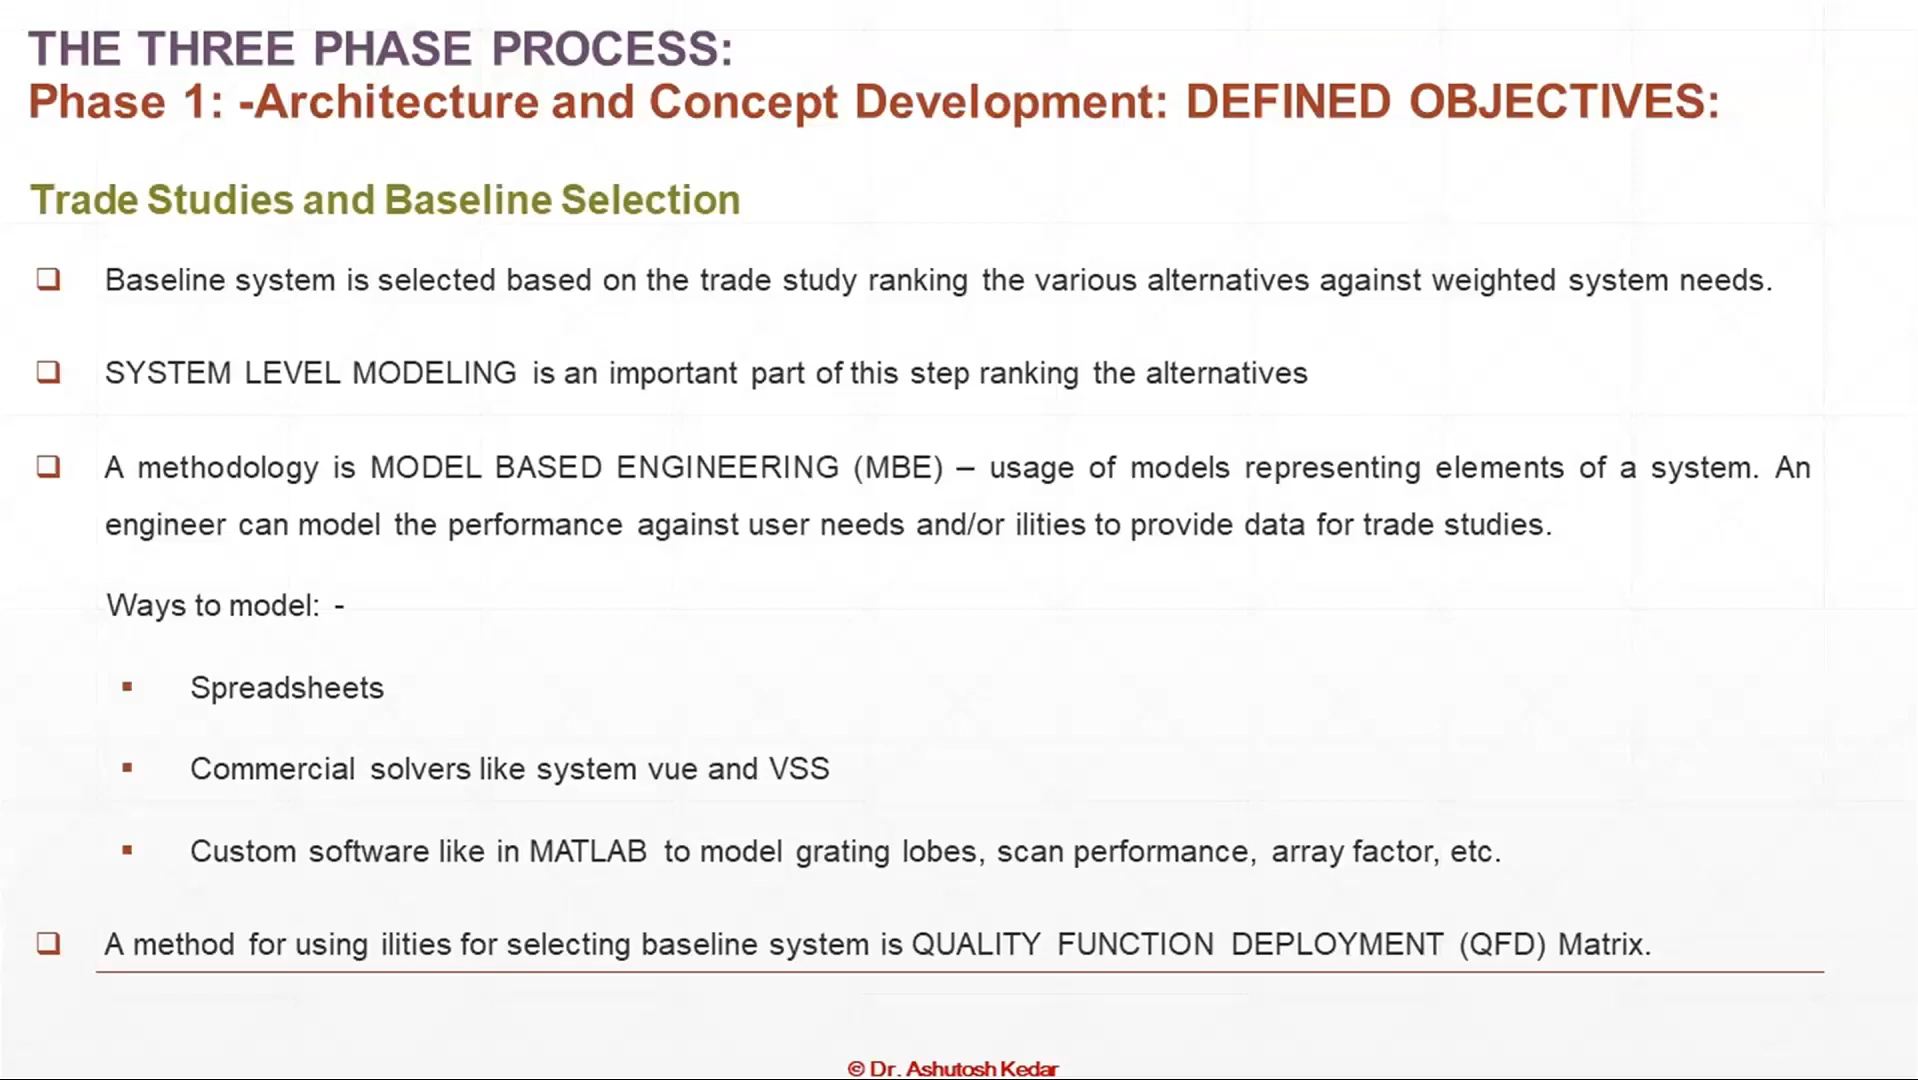 THE THREE PHASE PROCESS:
Phase 1: -Architecture and Concept Development: DEFINED OBJECTIVES:
Trade Studies and Baseline Selection
❑ Baseline system is selected based on the trade study ranking the various alternatives against weighted system needs.
❑ SYSTEM LEVEL MODELING is an important part of this step ranking the alternatives
❑ A methodology is MODEL BASED ENGINEERING (MBE) – usage of models representing elements of a system. An
engineer can model the performance against user needs and/or ilities to provide data for trade studies.
Ways to model: -
▪ Spreadsheets
▪ Commercial solvers like system vue and VSS
▪ Custom software like in MATLAB to model grating lobes, scan performance, array factor, etc.
❑ A method for using ilities for selecting baseline system is QUALITY FUNCTION DEPLOYMENT (QFD) Matrix.
© Dr. Ashutosh Kedar